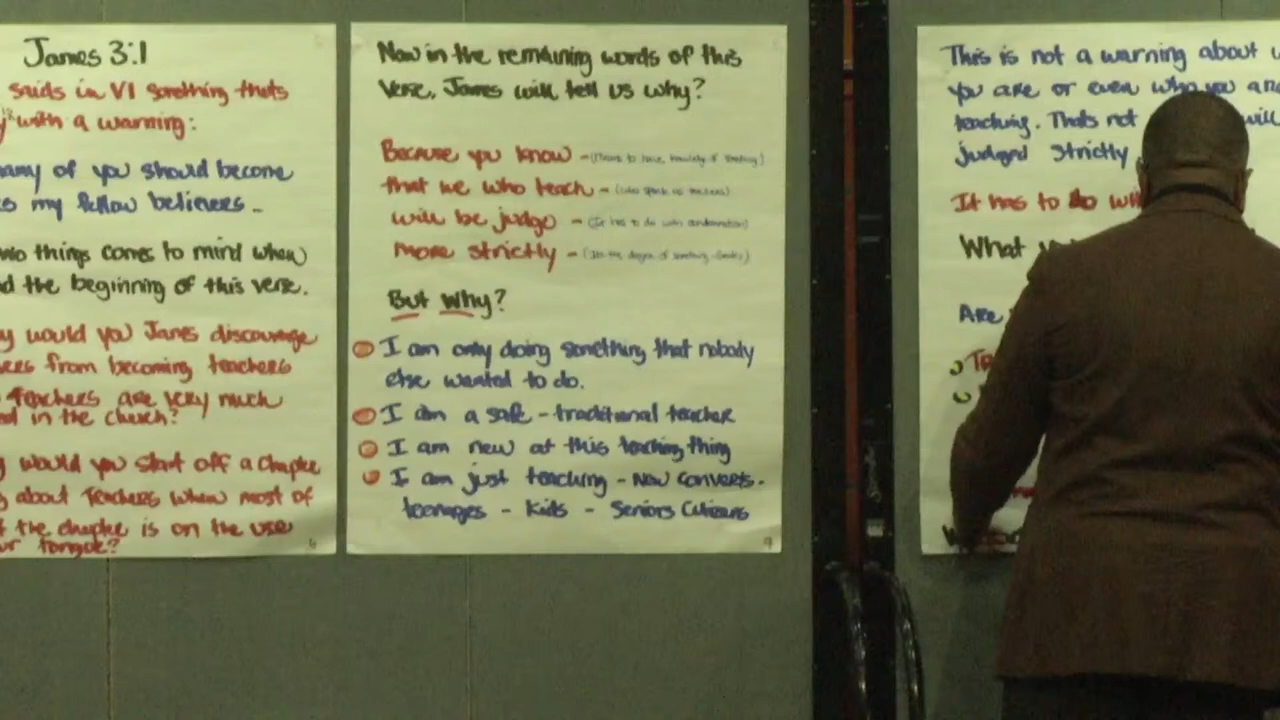 James 3:1
saids in V1 something thats
with a warning:
many of you should become
my fellow believers -
two things comes to mind when
the beginning of this verse.
would you James discourage
from becoming teachers
Teachers are very much
in the church?
would you start off a chapter
about Teachers when most of
the chapter is on the use
tongue?
Now in the remaining words of this
Verse, James will tell us why?
Because you know -
that we who teach -
will be judge -
more strictly -
But Why?
I am only doing something that nobody
else wanted to do.
I am a safe - traditional teacher
I am new at this teaching thing
I am just teaching - New converts -
teenages - Kids - Seniors Citizens
9
This is not a warning about
you are or even who you are
teaching. Thats not will
judged strictly
It has to do
What
Are